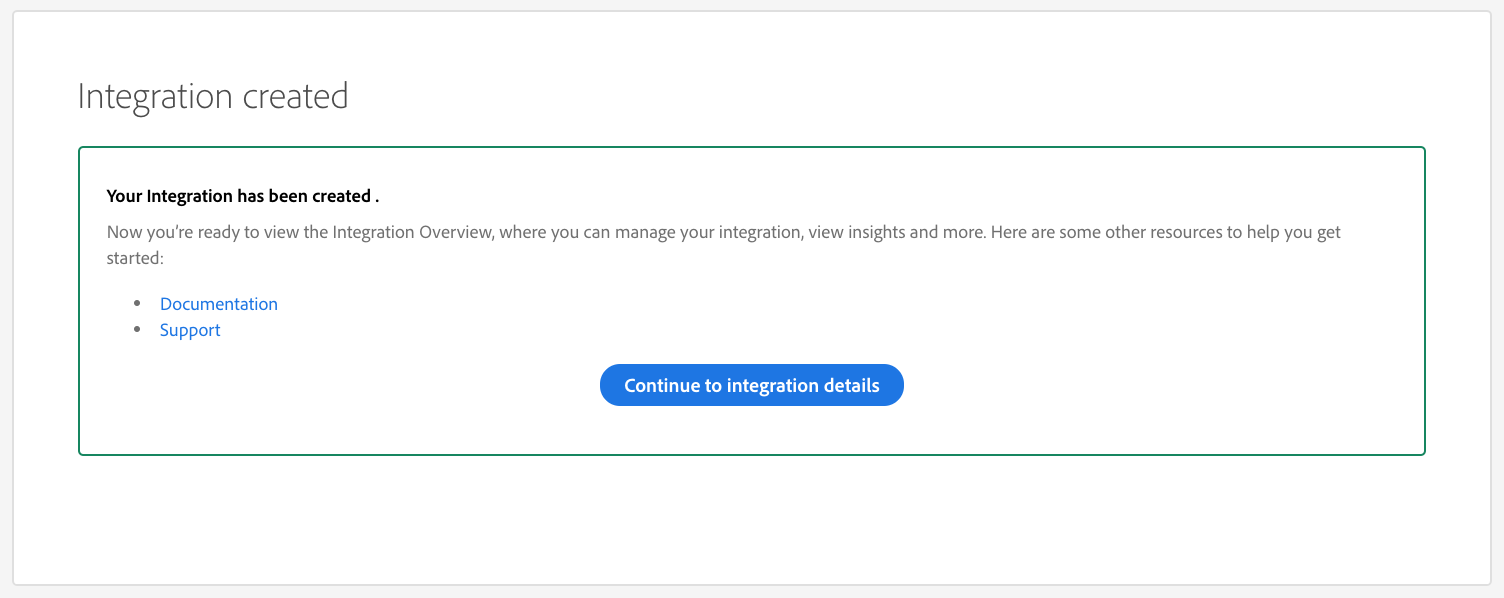 Integration created
Your Integration has been created .
Now you’re ready to view the Integration Overview, where you can manage your integration, view insights and more. Here are some other resources to help you get
started:
• Documentation
• Support
Continue to integration details